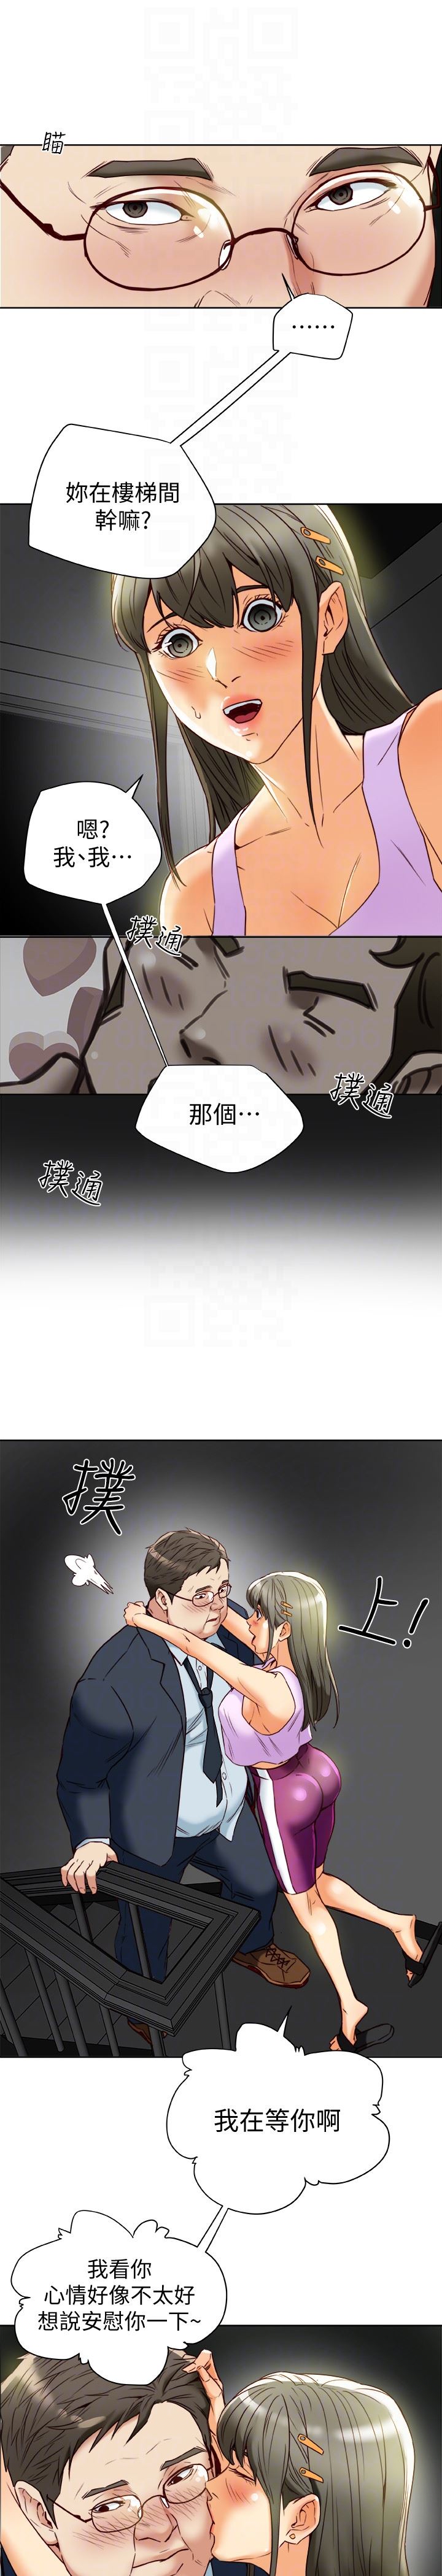 瞄
……
妳在樓梯間
幹嘛?
嗯?
我、我…
撲通
那個…
撲通
撲通
撲
上!
我在等你啊
我看你
心情好像不太好
想說安慰你一下~